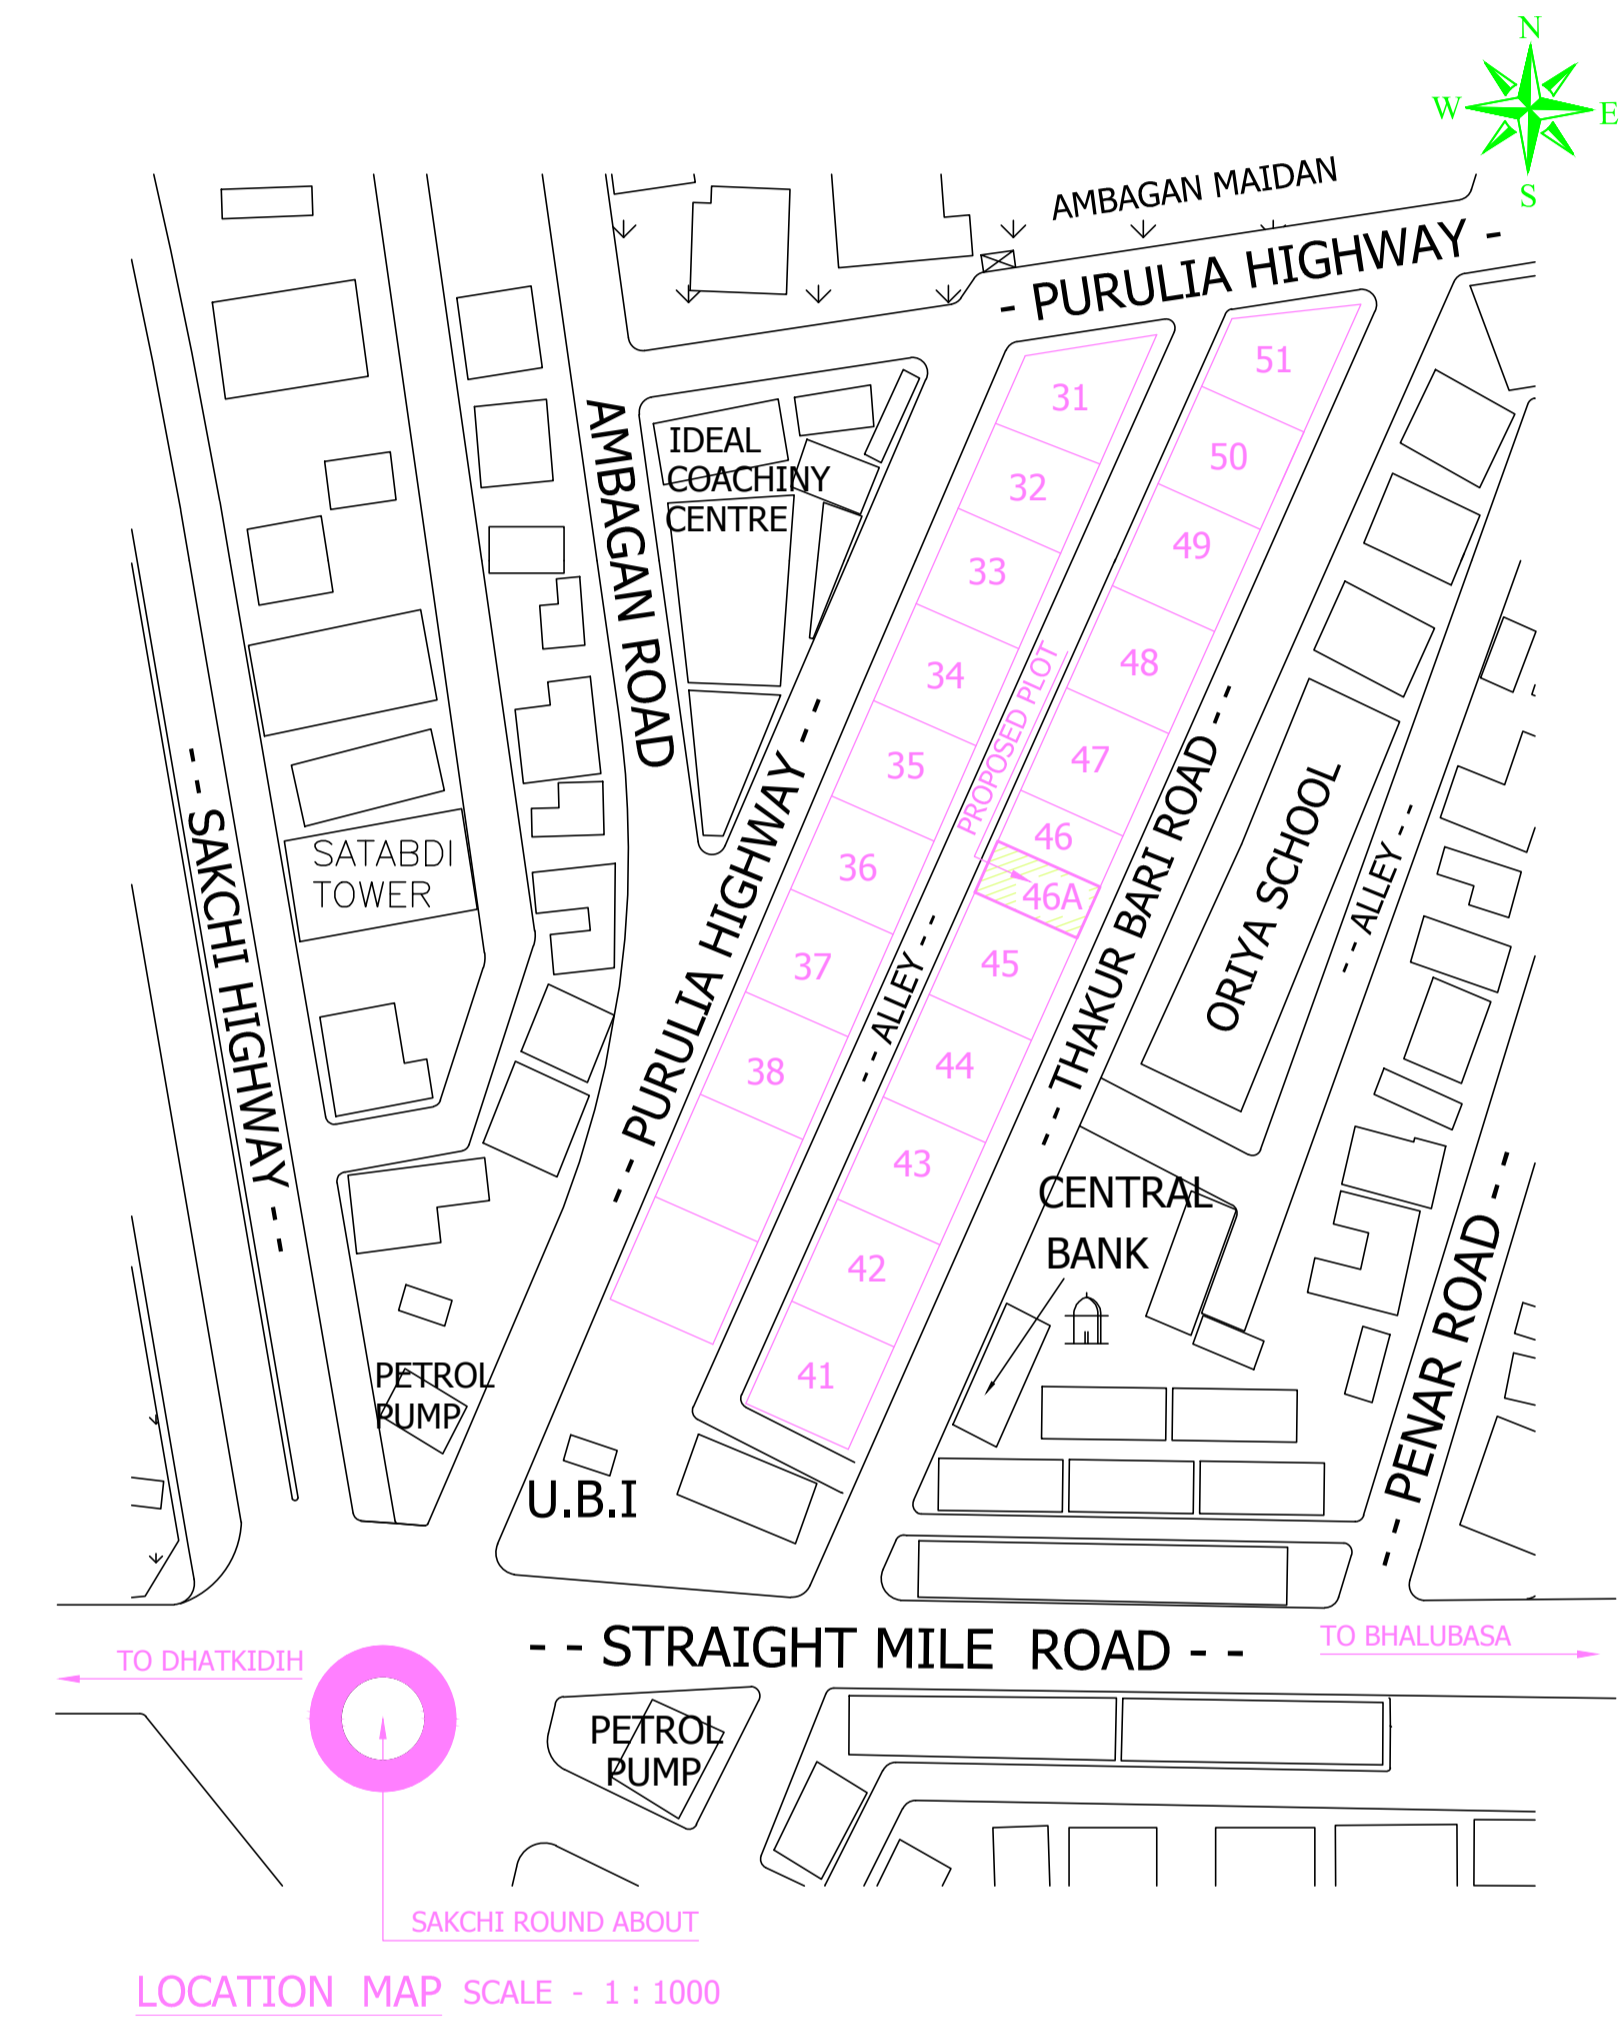 N
W
E
S
AMBAGAN MAIDAN
- PURULIA HIGHWAY -
51
31
AMBAGAN ROAD
IDEAL
COACHINY
CENTRE
50
32
49
33
48
34
PROPOSED PLOT
47
35
46
36
46A
- - SAKCHI HIGHWAY - -
SATABDI
TOWER
- - PURULIA HIGHWAY - -
- - THAKUR BARI ROAD - -
ORIYA SCHOOL
- - ALLEY - -
37
45
- - ALLEY - -
38
44
43
CENTRAL
BANK
42
- - PENAR ROAD - -
41
PETROL
PUMP
U.B.I
- - STRAIGHT MILE ROAD - -
TO BHALUBASA
TO DHATKIDIH
PETROL
PUMP
SAKCHI ROUND ABOUT
LOCATION MAP SCALE - 1 : 1000